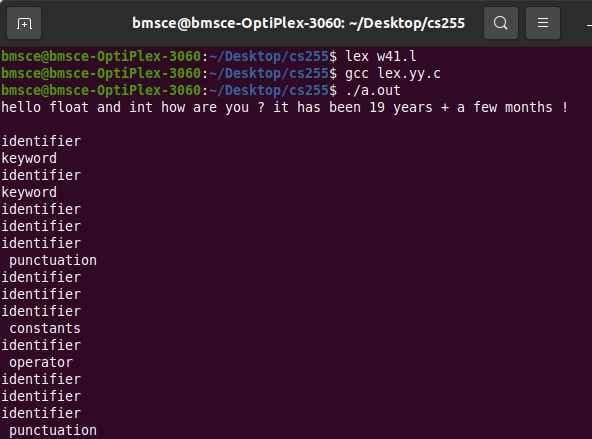 bmsce@bmsce-OptiPlex-3060: ~/Desktop/cs255
bmsce@bmsce-OptiPlex-3060:~/Desktop/cs255$ lex w41.l
bmsce@bmsce-OptiPlex-3060:~/Desktop/cs255$ gcc lex.yy.c
bmsce@bmsce-OptiPlex-3060:~/Desktop/cs255$ ./a.out
hello float and int how are you ? it has been 19 years + a few months !
identifier
keyword
identifier
keyword
identifier
identifier
identifier
punctuation
identifier
identifier
identifier
constants
identifier
operator
identifier
identifier
identifier
punctuation